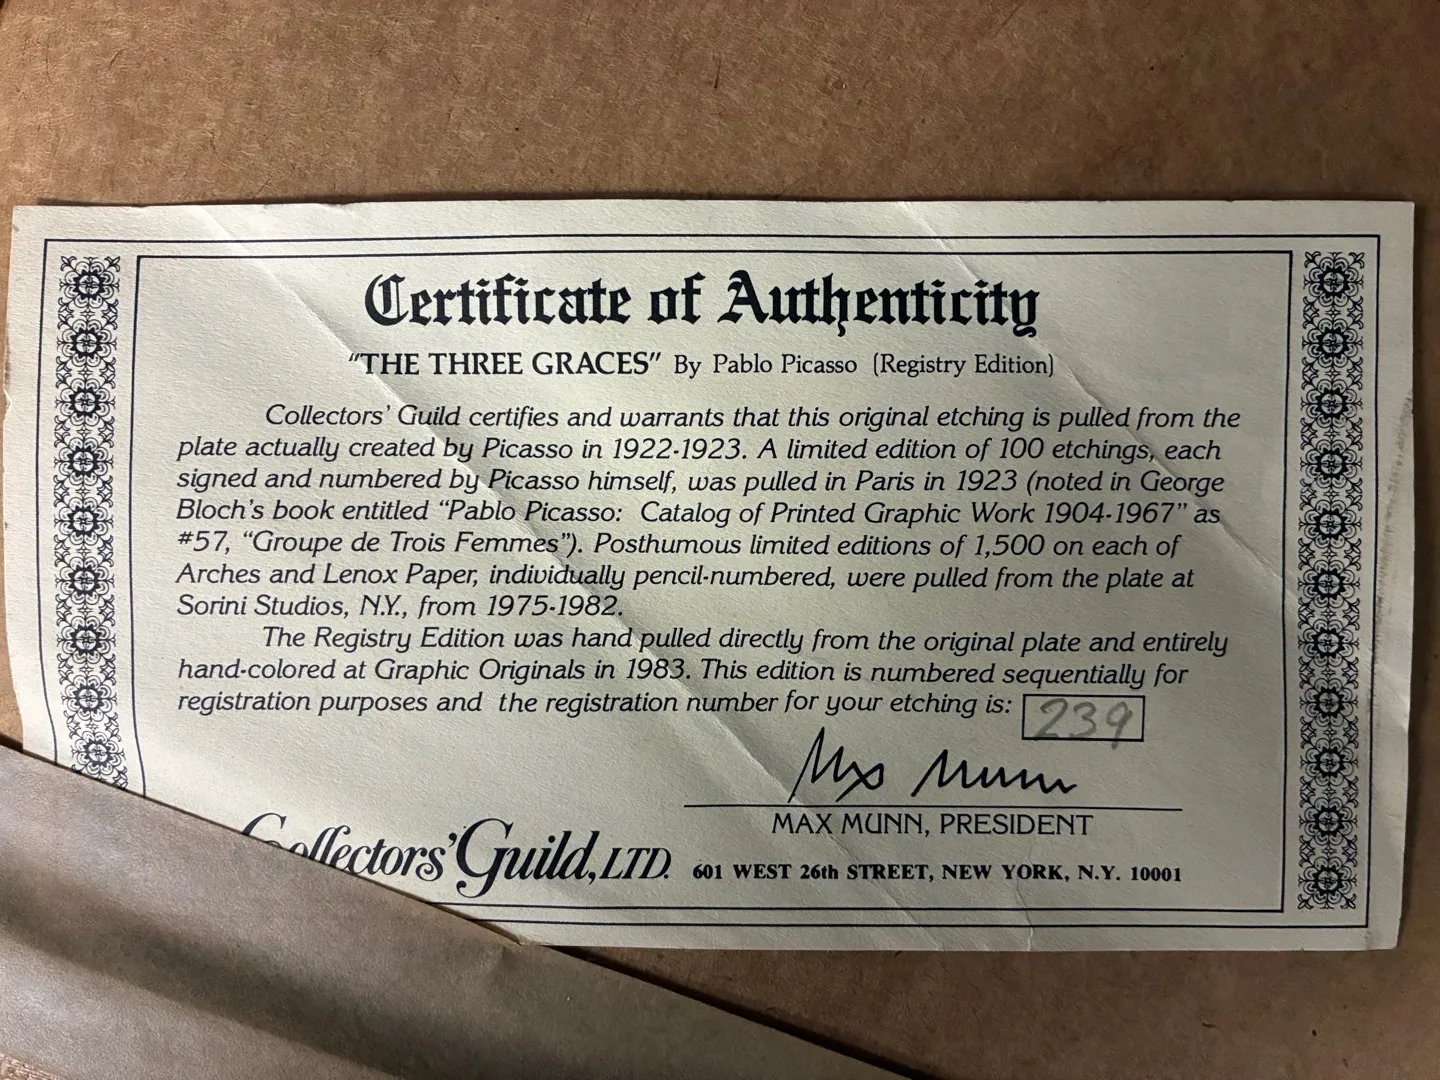 Certificate of Authenticity
"THE THREE GRACES" By Pablo Picasso (Registry Edition)
Collectors' Guild certifies and warrants that this original etching is pulled from the
plate actually created by Picasso in 1922-1923. A limited edition of 100 etchings, each
signed and numbered by Picasso himself, was pulled in Paris in 1923 (noted in George
Bloch's book entitled "Pablo Picasso: Catalog of Printed Graphic Work 1904-1967" as
#57, "Groupe de Trois Femmes"). Posthumous limited editions of 1,500 on each of
Arches and Lenox Paper, individually pencil-numbered, were pulled from the plate at
Sorini Studios, N.Y., from 1975-1982.
The Registry Edition was hand pulled directly from the original plate and entirely
hand-colored at Graphic Originals in 1983. This edition is numbered sequentially for
registration purposes and the registration number for your etching is: 239
Max Munn
MAX MUNN, PRESIDENT
Collectors' Guild, LTD. 601 WEST 26th STREET, NEW YORK, N.Y. 10001